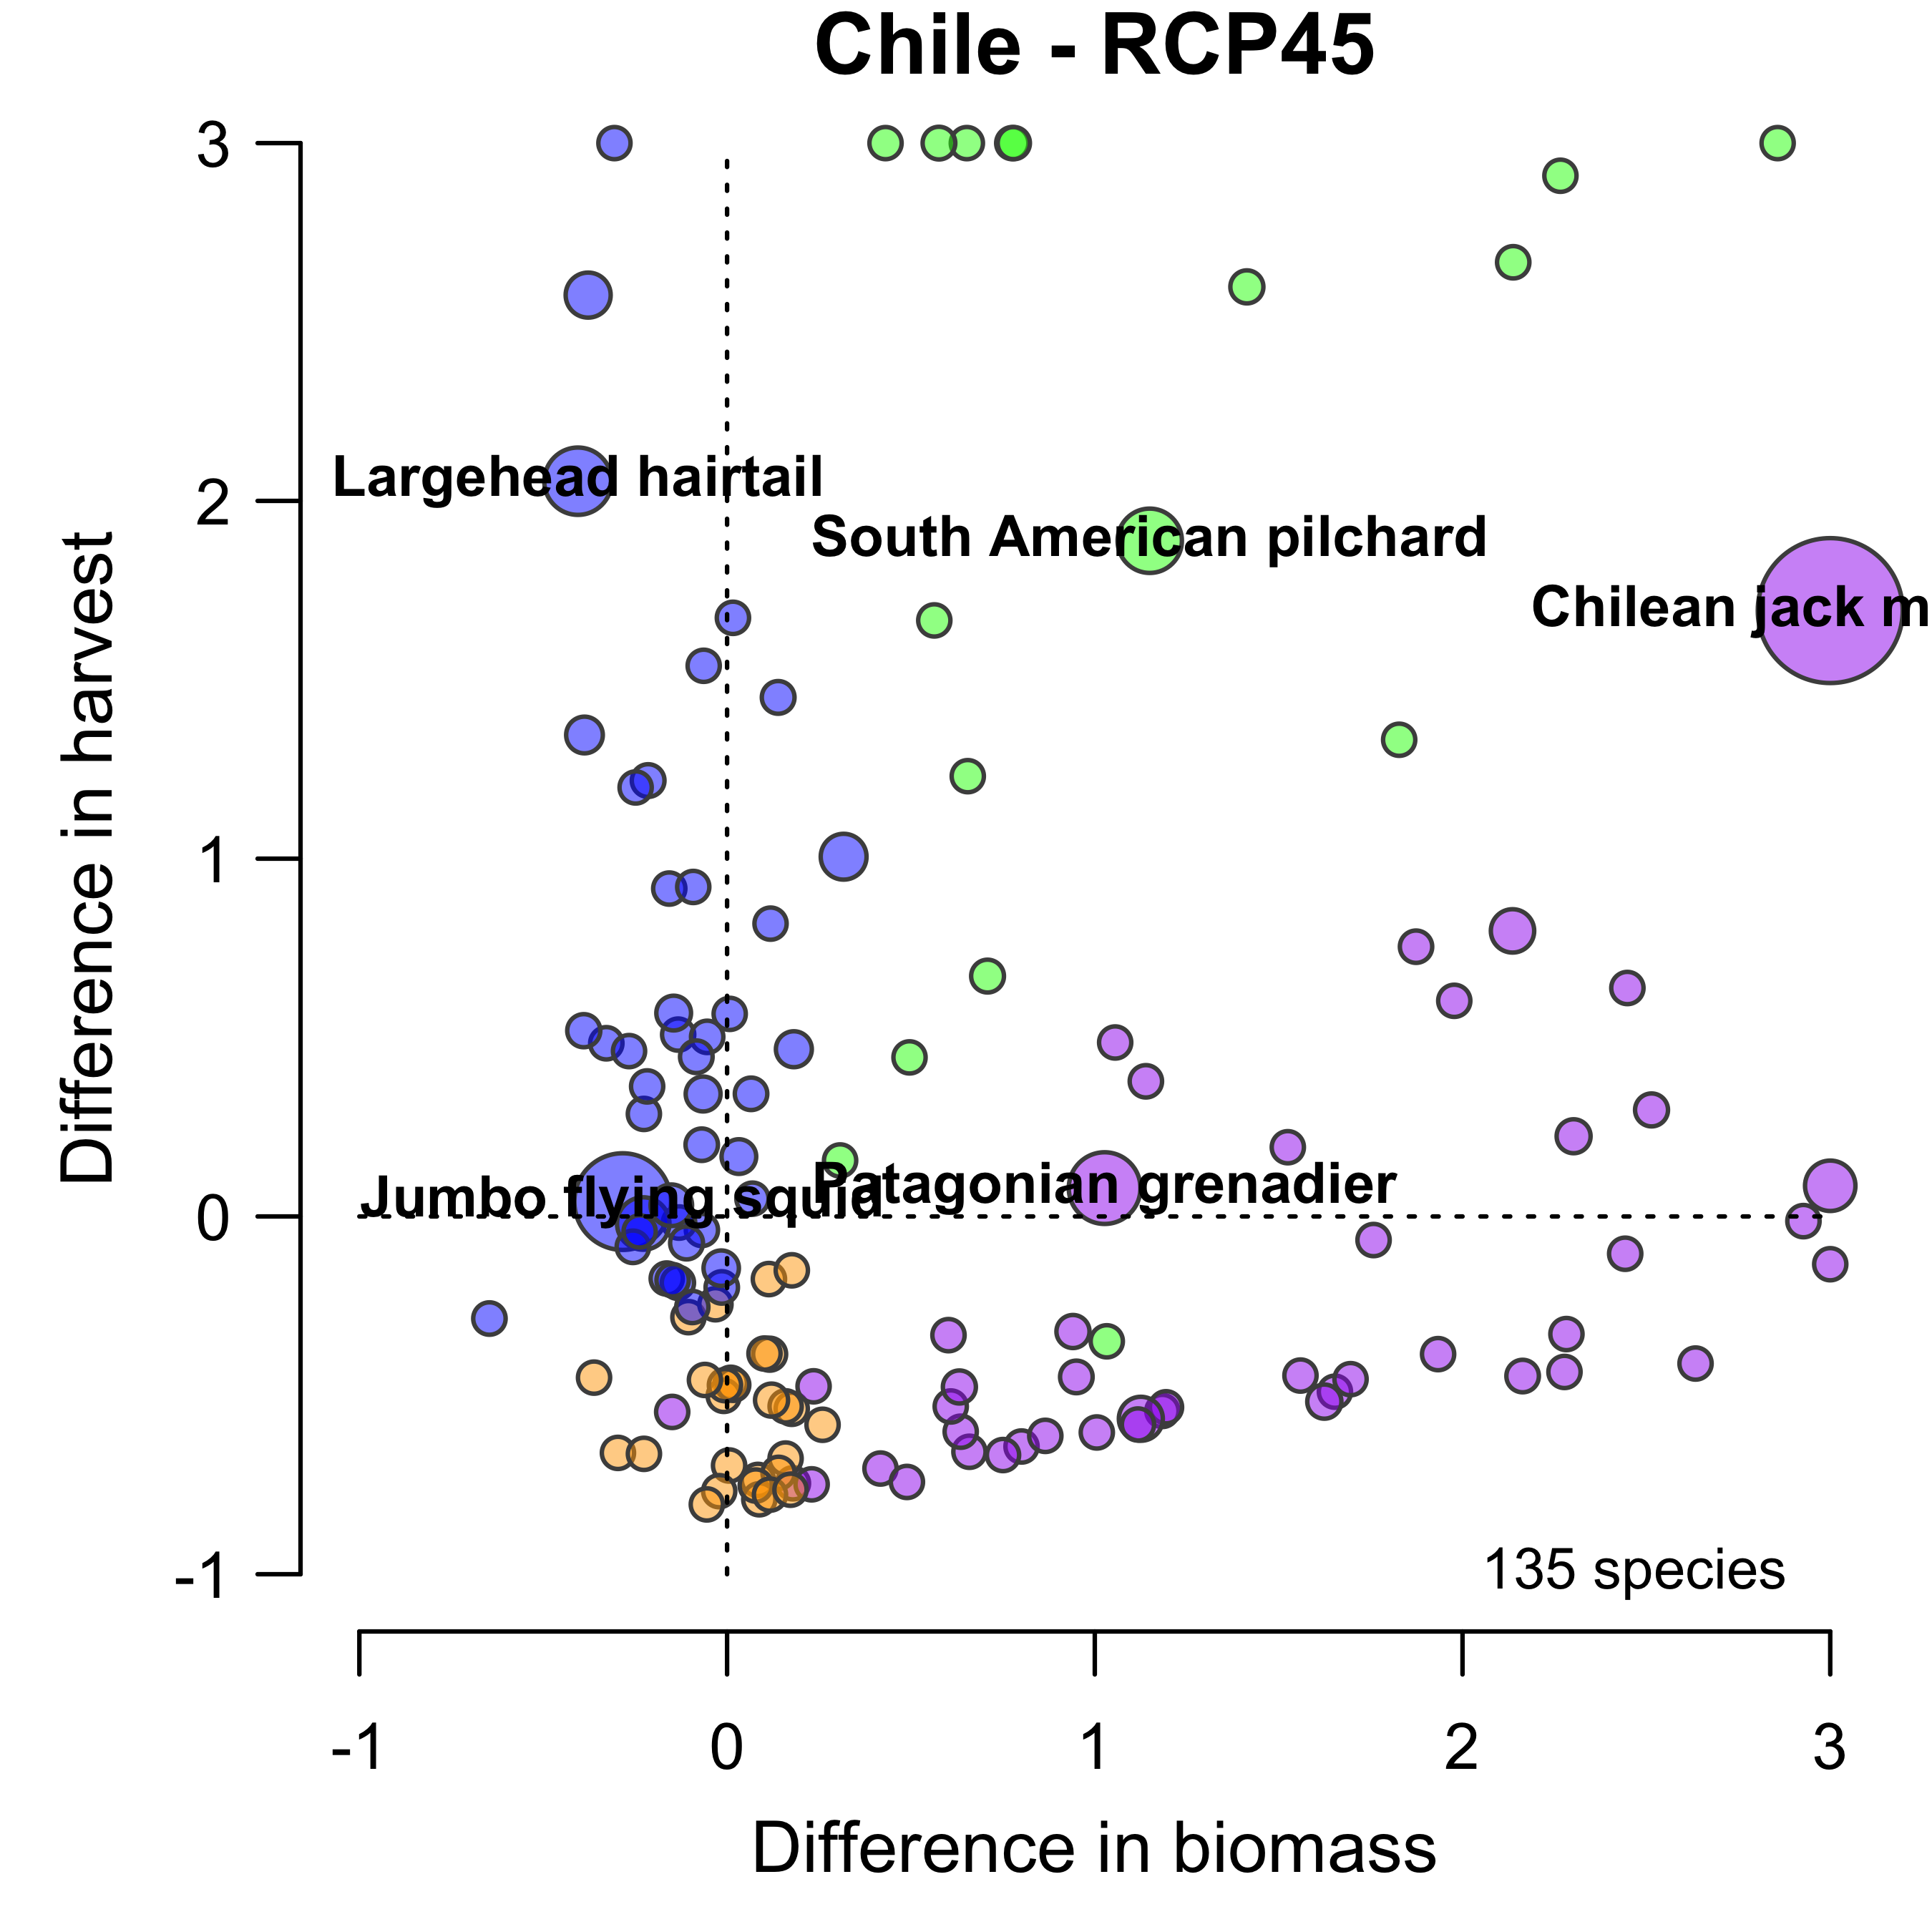 Chile - RCP45
3
2
1
0
-1
Difference in harvest
Largehead hairtail
South American pilchard
Chilean jack m
Jumbo flying squid
Patagonian grenadier
135 species
-1 0 1 2 3
Difference in biomass